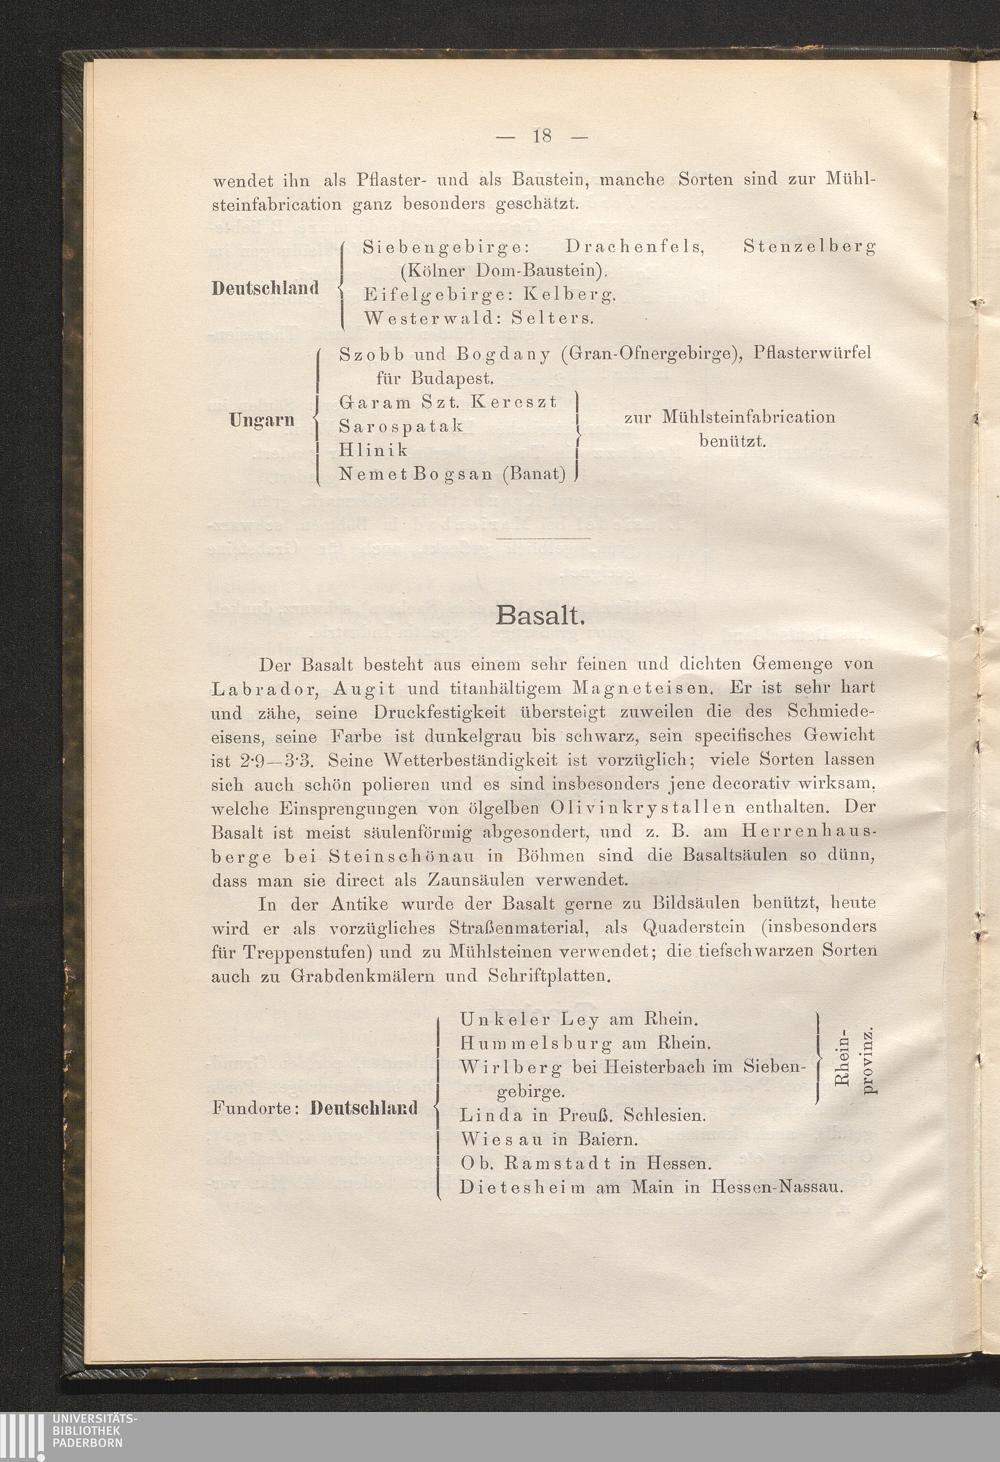 — 18 —
wendet ihn als Pflaster- und als Baustein, manche Sorten sind zur Mühl-
steinfabrication ganz besonders geschätzt.
Deutschland
Siebengebirge: Drachenfels, Stenzelberg
(Kölner Dom-Baustein).
Eifelgebirge: Kelberg.
Westerwald: Selters.
Ungarn
Szobb und Bogdany (Gran-Ofnergebirge), Pflasterwürfel
für Budapest.
Garam Szt. Kereszt
Sarospatak
Hlinik
Nemet Bogsan (Banat)
zur Mühlsteinfabrication
benützt.
Basalt.
Der Basalt besteht aus einem sehr feinen und dichten Gemenge von
Labrador, Augit und titanhältigem Magneteisen. Er ist sehr hart
und zähe, seine Druckfestigkeit übersteigt zuweilen die des Schmiede-
eisens, seine Farbe ist dunkelgrau bis schwarz, sein specifisches Gewicht
ist 2·9—3·3. Seine Wetterbeständigkeit ist vorzüglich; viele Sorten lassen
sich auch schön polieren und es sind insbesonders jene decorativ wirksam,
welche Einsprengungen von ölgelben Olivinkrystallen enthalten. Der
Basalt ist meist säulenförmig abgesondert, und z. B. am Herrenhaus-
berge bei Steinschönau in Böhmen sind die Basaltsäulen so dünn,
dass man sie direct als Zaunsäulen verwendet.
In der Antike wurde der Basalt gerne zu Bildsäulen benützt, heute
wird er als vorzügliches Straßenmaterial, als Quaderstein (insbesonders
für Treppenstufen) und zu Mühlsteinen verwendet; die tiefschwarzen Sorten
auch zu Grabdenkmälern und Schriftplatten.
Fundorte: Deutschland
Unkeler Ley am Rhein.
Hummelsburg am Rhein.
Wirlberg bei Heisterbach im Sieben-
gebirge.
Linda in Preuß. Schlesien.
Wiesau in Baiern.
Ob. Ramstadt in Hessen.
Dietesheim am Main in Hessen-Nassau.
Rhein-
provinz.
UNIVERSITÄTS-
BIBLIOTHEK
PADERBORN